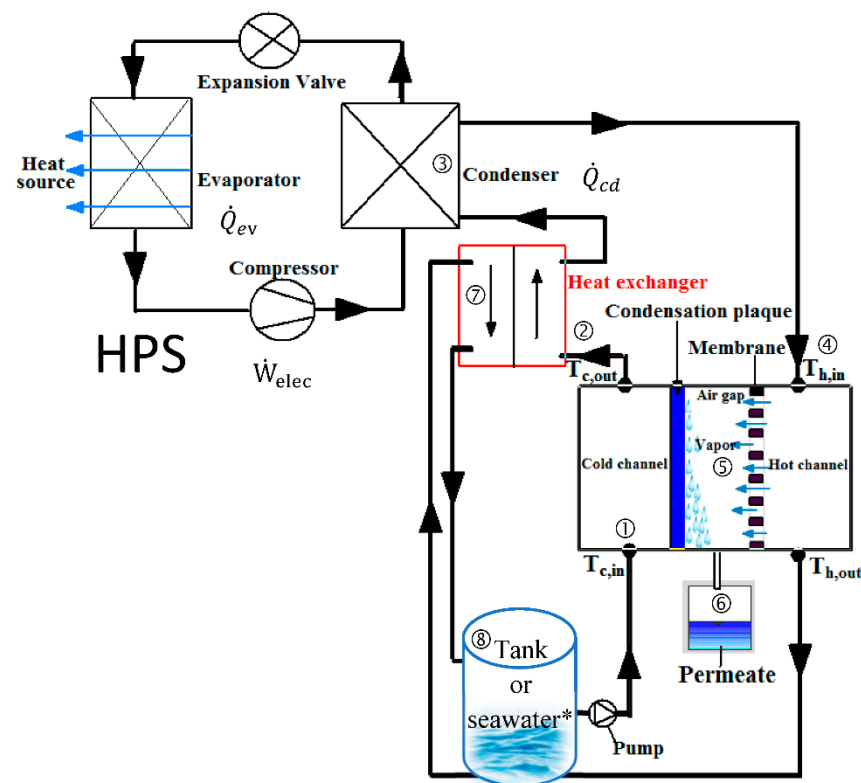 Expansion Valve
Heat
source
Evaporator
Q̇ev
③
Condenser
Q̇cd
Compressor
HPS
Ẇelec
⑦
Heat exchanger
②
Condensation plaque
Membrane
④
Tc,out
Th,in
Air gap
Vapor
⑤
Cold channel
Hot channel
①
Tc,in
Th,out
⑥
Permeate
⑧
Tank
or
seawater*
Pump